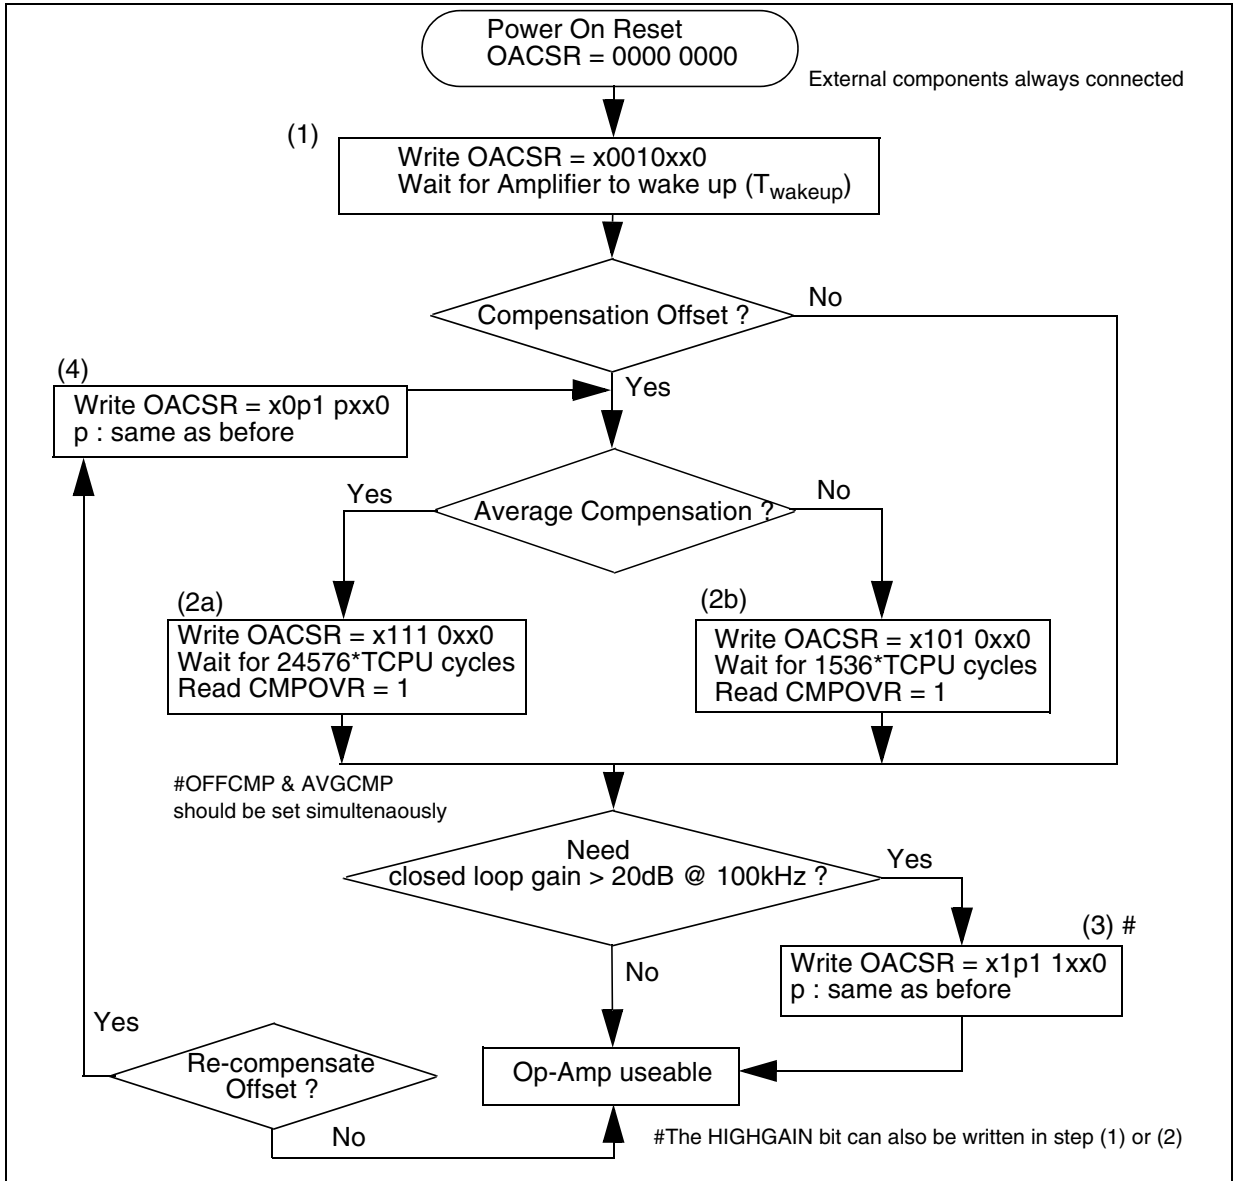 Power On Reset
OACSR = 0000 0000
External components always connected
(1)
Write OACSR = x0010xx0
Wait for Amplifier to wake up (Twakeup)
Compensation Offset ?
No
Yes
(4)
Write OACSR = x0p1 pxx0
p : same as before
Average Compensation ?
Yes
No
(2a)
Write OACSR = x111 0xx0
Wait for 24576*TCPU cycles
Read CMPOVR = 1
(2b)
Write OACSR = x101 0xx0
Wait for 1536*TCPU cycles
Read CMPOVR = 1
#OFFCMP & AVGCMP
should be set simultenaously
Need
closed loop gain > 20dB @ 100kHz ?
Yes
No
(3) #
Write OACSR = x1p1 1xx0
p : same as before
Yes
Re-compensate
Offset ?
No
Op-Amp useable
#The HIGHGAIN bit can also be written in step (1) or (2)